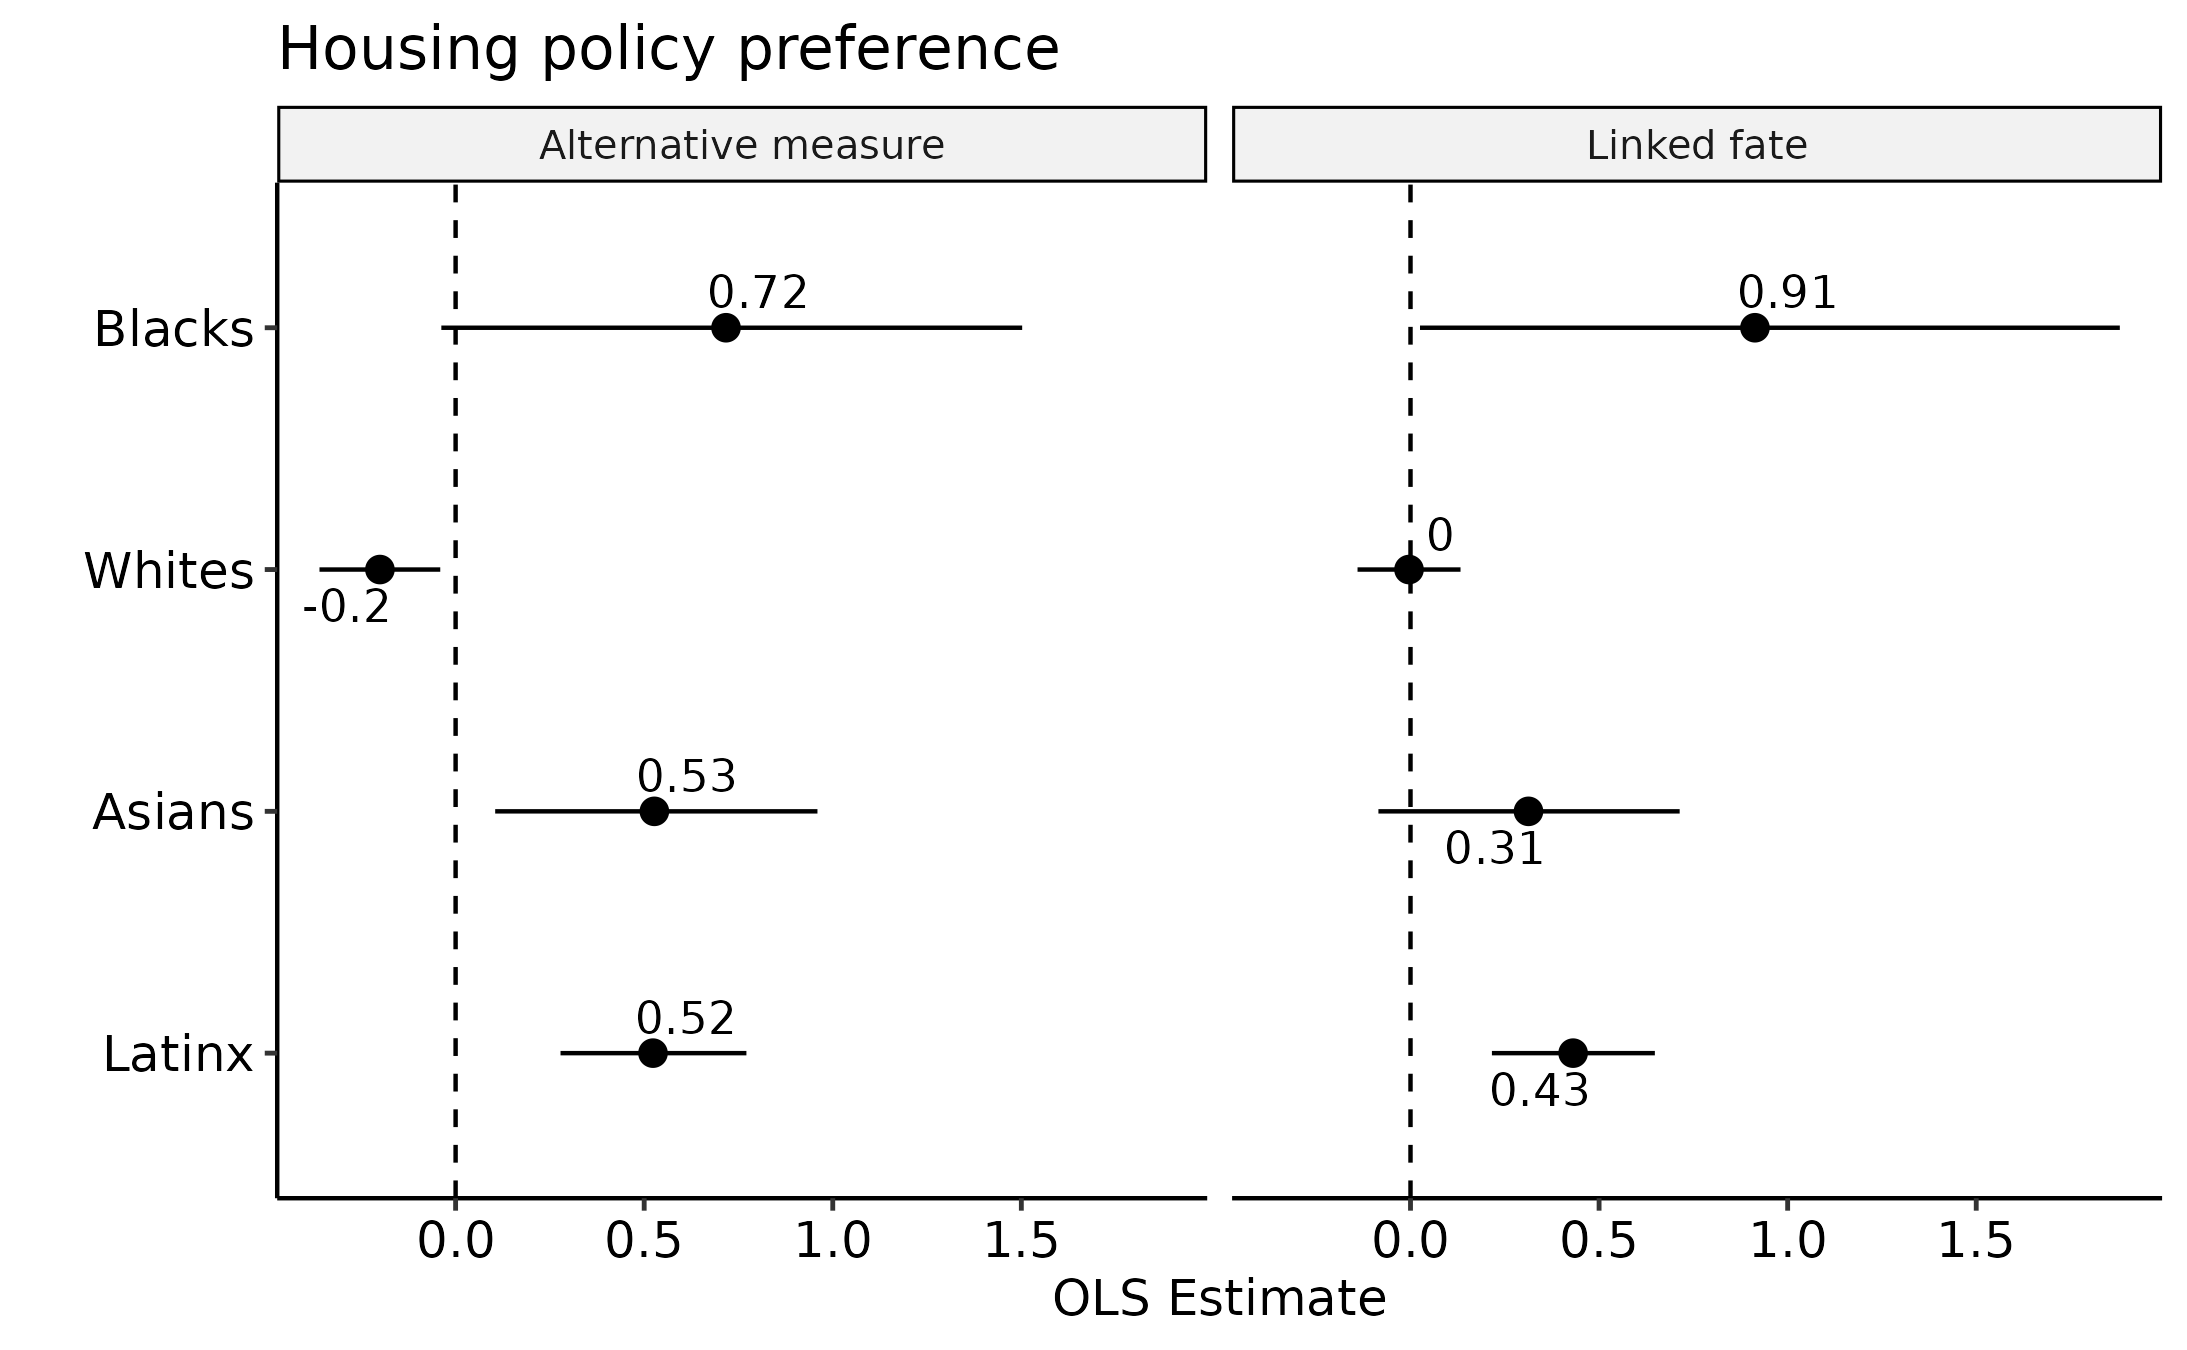 Housing policy preference
Alternative measure
Linked fate
Blacks
0.72
0.91
Whites
-0.2
0
Asians
0.53
0.31
Latinx
0.52
0.43
0.0 0.5 1.0 1.5
0.0 0.5 1.0 1.5
OLS Estimate